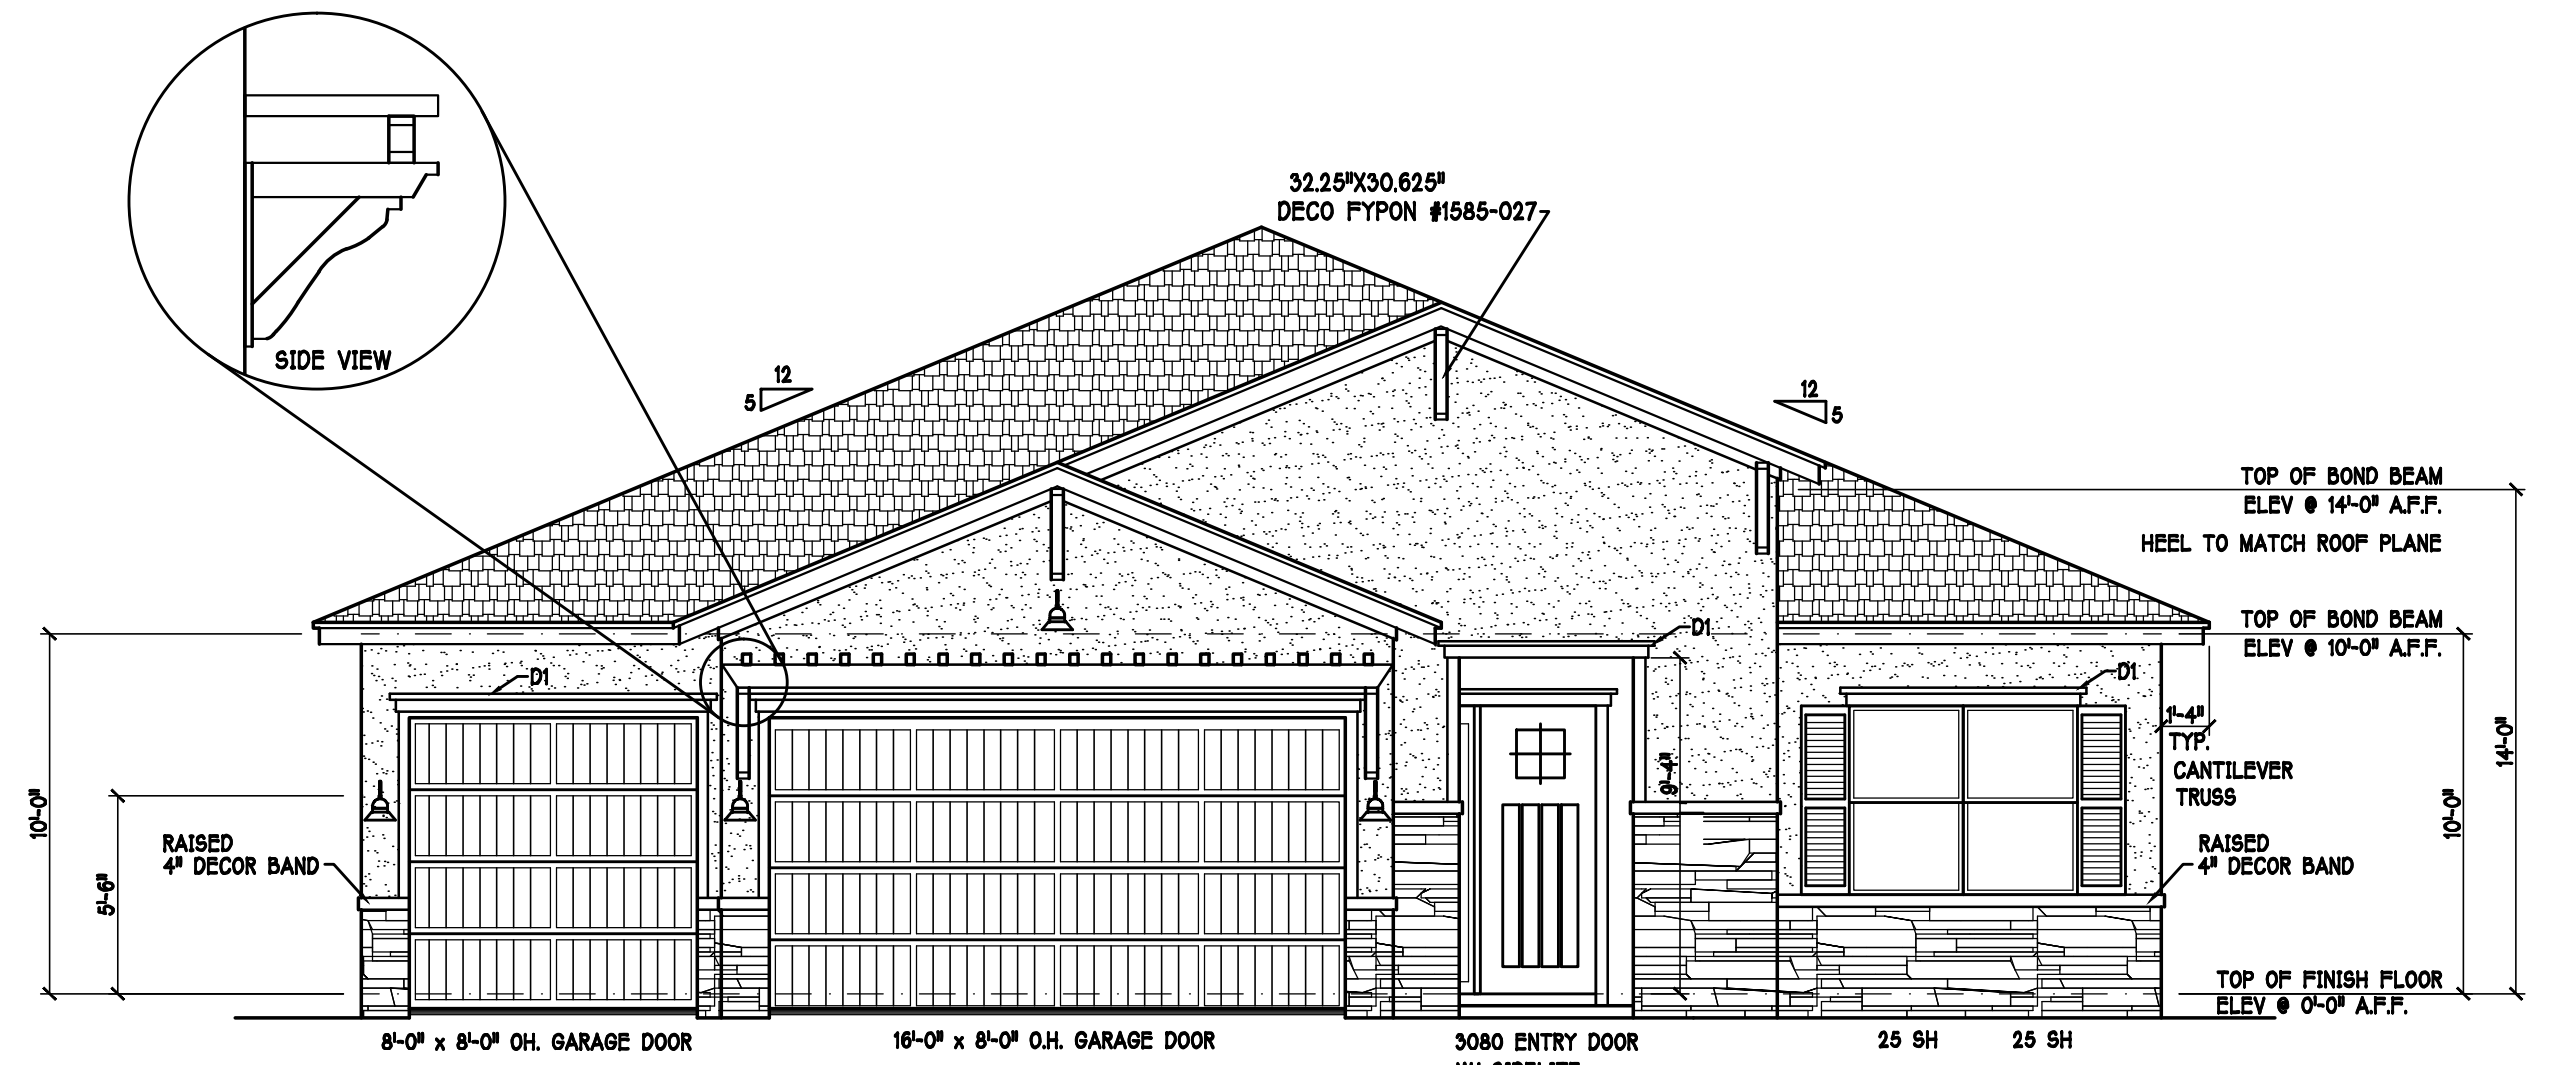 SIDE VIEW
32.25"X30.625"
DECO FYPON #1585-027
12
5
12
5
TOP OF BOND BEAM
ELEV @ 14'-0" A.F.F.
HEEL TO MATCH ROOF PLANE
TOP OF BOND BEAM
ELEV @ 10'-0" A.F.F.
D1
D1
D1
1'-4"
TYP.
CANTILEVER
TRUSS
10'-0"
5'-6"
9'-4"
14'-0"
10'-0"
RAISED
4" DECOR BAND
RAISED
4" DECOR BAND
TOP OF FINISH FLOOR
ELEV @ 0'-0" A.F.F.
8'-0" x 8'-0" OH. GARAGE DOOR
16'-0" x 8'-0" O.H. GARAGE DOOR
3080 ENTRY DOOR
25 SH
25 SH